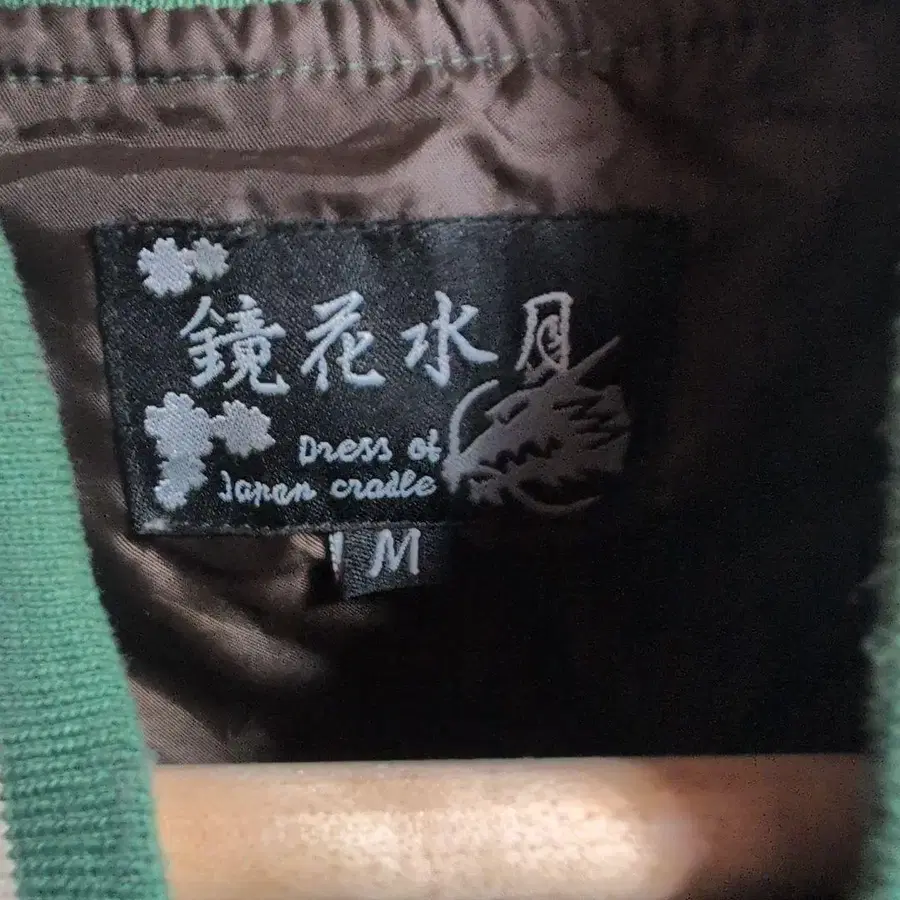 鏡花水月
Dress of
Japan cradle
M